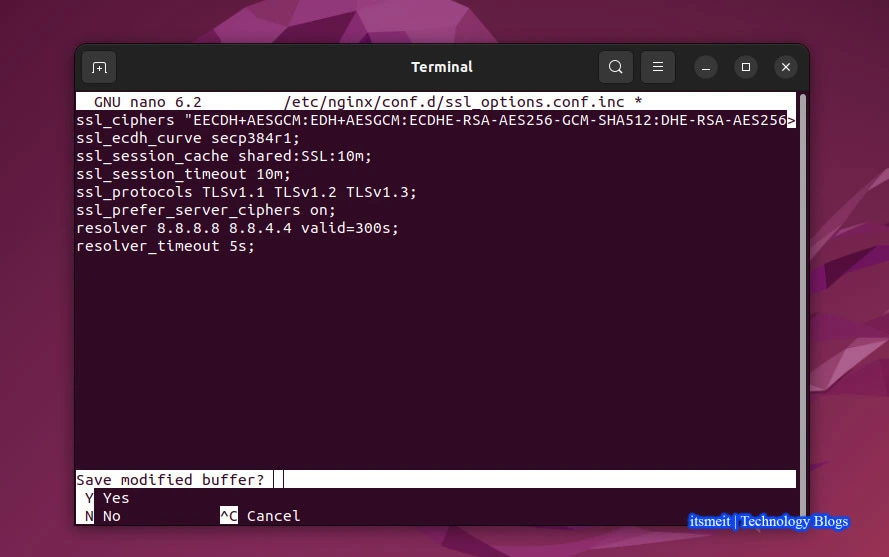 Terminal
GNU nano 6.2 /etc/nginx/conf.d/ssl_options.conf.inc *
ssl_ciphers "EECDH+AESGCM:EDH+AESGCM:ECDHE-RSA-AES256-GCM-SHA512:DHE-RSA-AES256>
ssl_ecdh_curve secp384r1;
ssl_session_cache shared:SSL:10m;
ssl_session_timeout 10m;
ssl_protocols TLSv1.1 TLSv1.2 TLSv1.3;
ssl_prefer_server_ciphers on;
resolver 8.8.8.8 8.8.4.4 valid=300s;
resolver_timeout 5s;
Save modified buffer?
Y Yes
N No ^C Cancel
itsmeit | Technology Blogs